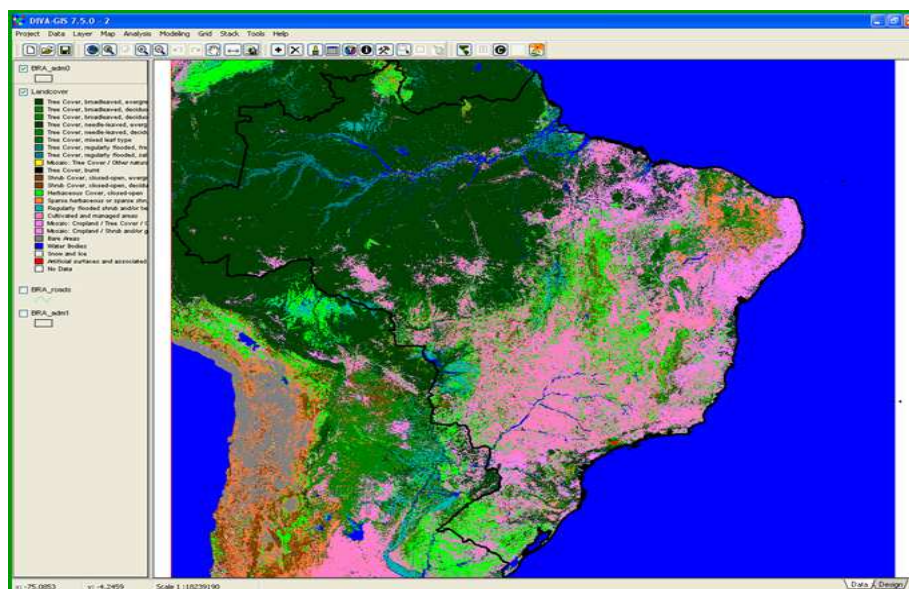 DIVA-GIS 7.5.0 - 2
Project Data Layer Map Analysis Modeling Grid Stack Tools Help
BRA_adm0
Landcover
Tree Cover, broadleaved, evergre
Tree Cover, broadleaved, deciduo
Tree Cover, broadleaved, deciduo
Tree Cover, needle-leaved, everg
Tree Cover, needle-leaved, decid
Tree Cover, mixed leaf type
Tree Cover, regularly flooded, fre
Tree Cover, regularly flooded, sal
Mosaic: Tree Cover / Other natur
Tree Cover, burnt
Shrub Cover, closed-open, evergr
Shrub Cover, closed-open, decidu
Herbaceous Cover, closed-open
Sparse herbaceous or sparse shru
Regularly flooded shrub and/or he
Cultivated and managed areas
Mosaic: Cropland / Tree Cover / O
Mosaic: Cropland / Shrub and/or g
Bare Areas
Water Bodies
Snow and Ice
Artificial surfaces and associated
No Data
BRA_roads
BRA_adm1
x: -75.0853 y: -4.2459 Scale 1:18239190 Data Design